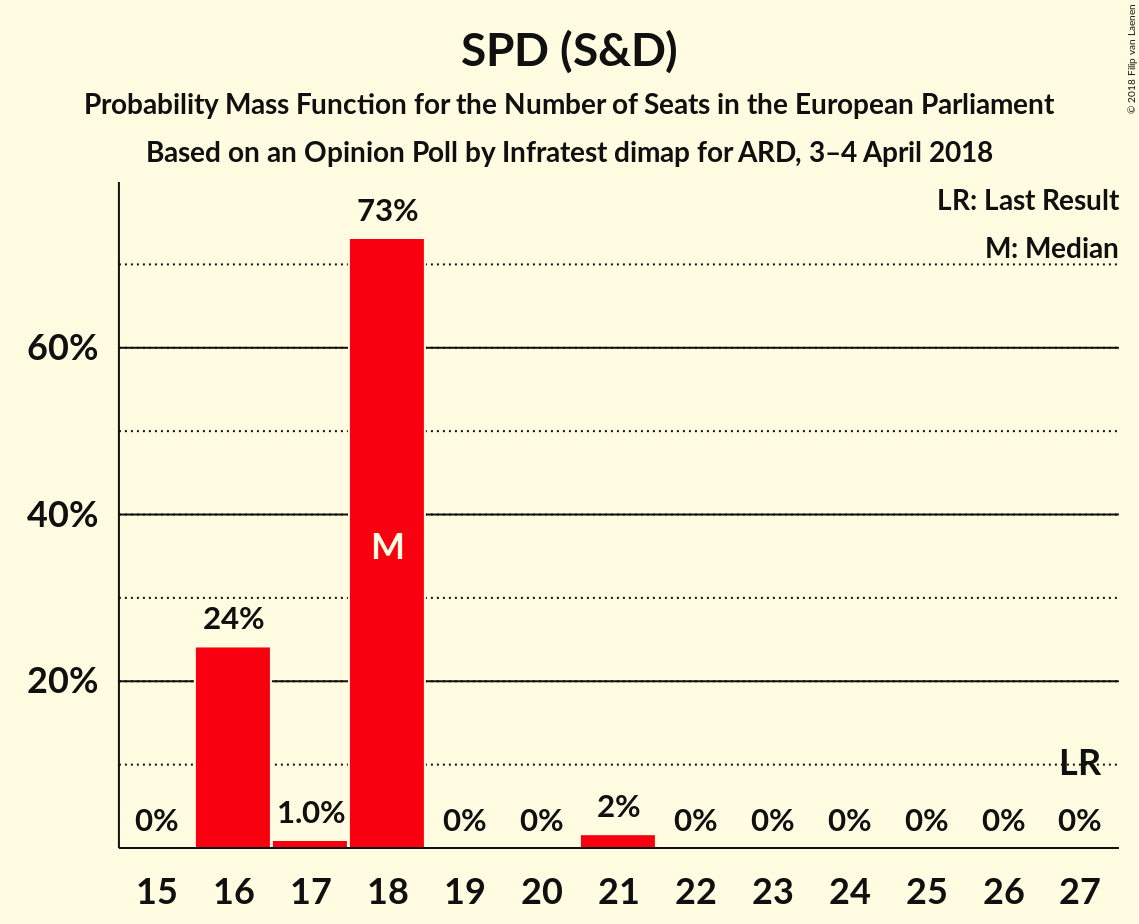 SPD (S&D)
Probability Mass Function for the Number of Seats in the European Parliament
Based on an Opinion Poll by Infratest dimap for ARD, 3–4 April 2018
© 2018 Filip van Laenen
LR: Last Result
M: Median
73%
60%
40%
M
24%
20%
LR
0%
1.0%
0%
0%
2%
0%
0%
0%
0%
0%
0%
15 16 17 18 19 20 21 22 23 24 25 26 27